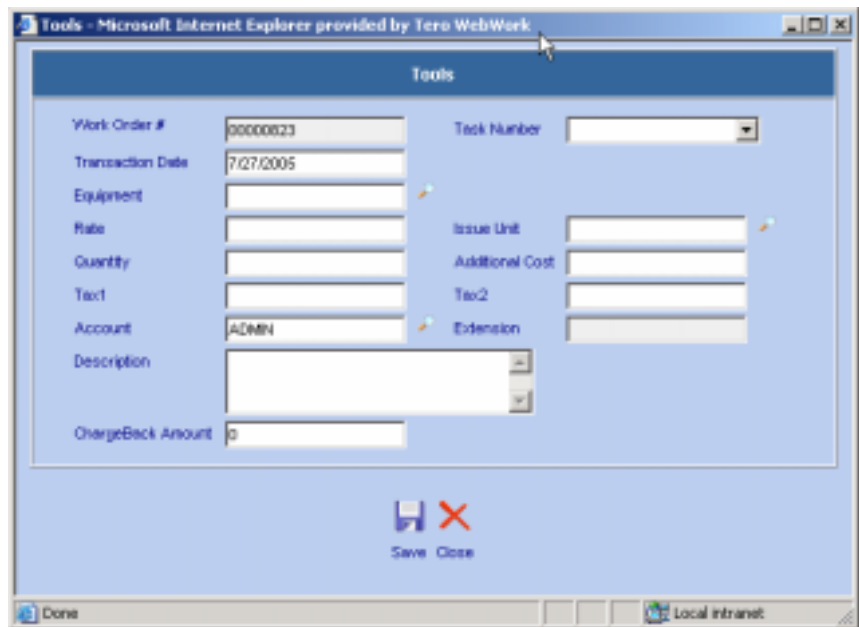 Tools - Microsoft Internet Explorer provided by Tero WebWork
Tools
Work Order # 00000823 Task Number
Transaction Date 7/27/2005
Equipment
Rate Issue Unit
Quantity Additional Cost
Tax1 Tax2
Account ADMIN Extension
Description
ChargeBack Amount 0
Save Close
Done Local intranet